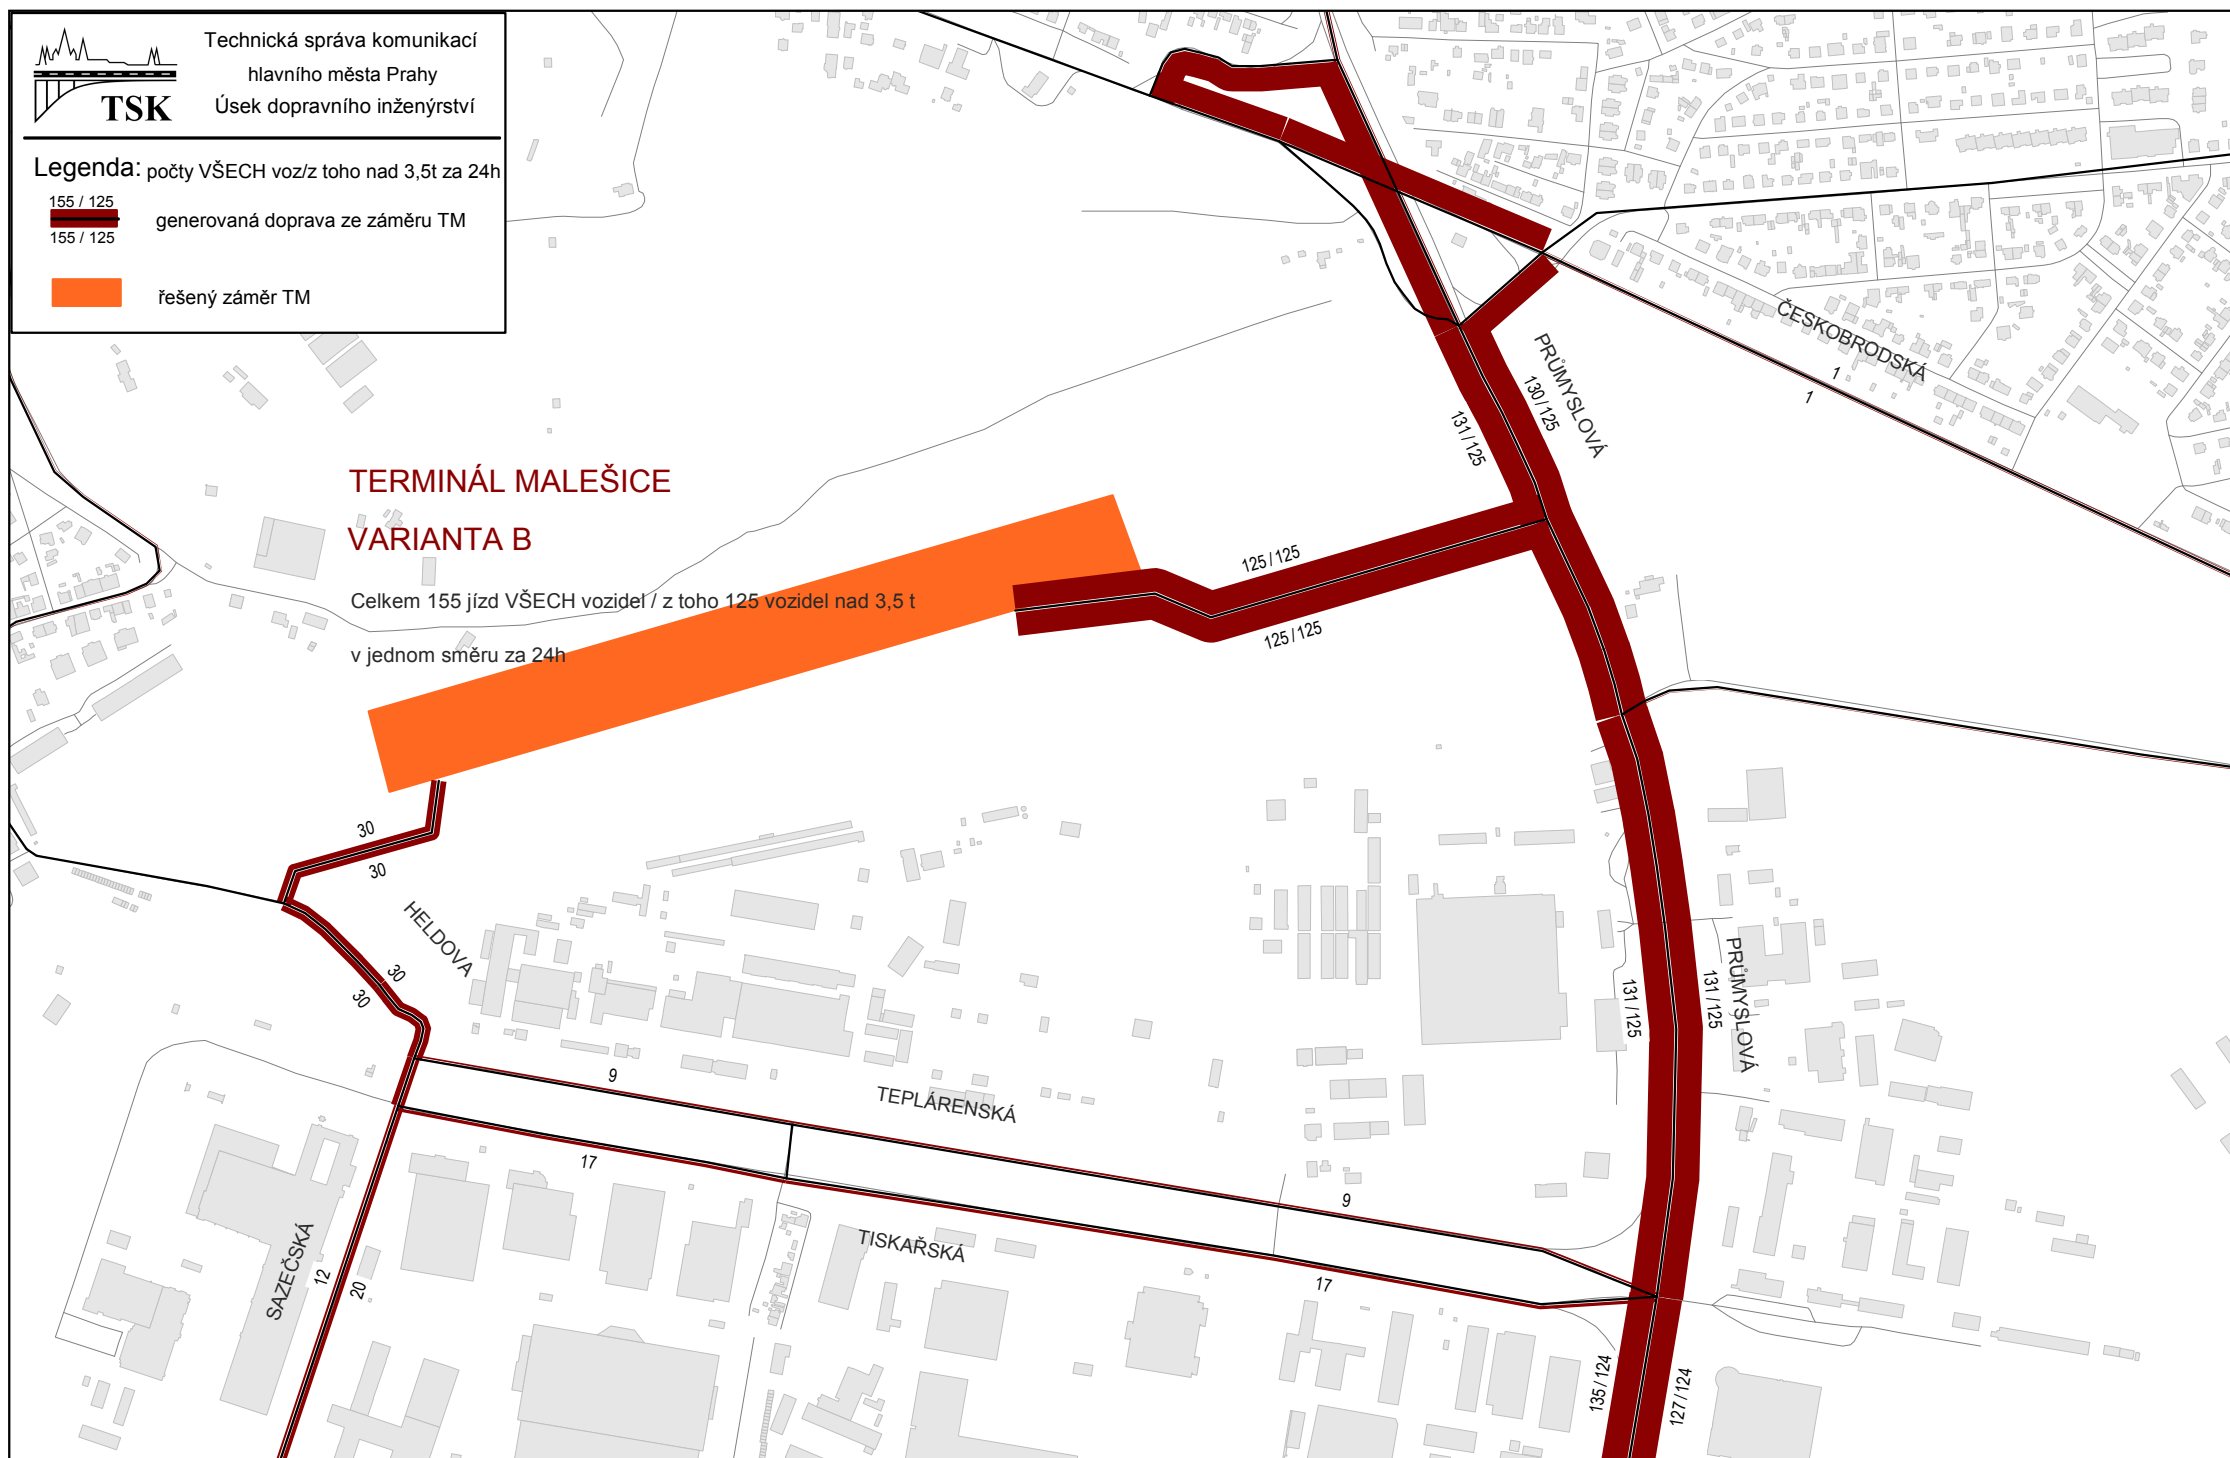 Technická správa komunikací
hlavního města Prahy
Úsek dopravního inženýrství
TSK
Legenda: počty VŠECH voz/z toho nad 3,5t za 24h
155 / 125
generovaná doprava ze záměru TM
155 / 125
řešený záměr TM
ČESKOBRODSKÁ
1
1
PRŮMYSLOVÁ
130 / 125
131 / 125
TERMINÁL MALEŠICE
VARIANTA B
Celkem 155 jízd VŠECH vozidel / z toho 125 vozidel nad 3,5 t
v jednom směru za 24h
125 / 125
125 / 125
30
30
HELDOVA
30
30
PRŮMYSLOVÁ
131 / 125
131 / 125
9
TEPLÁRENSKÁ
17
9
TISKAŘSKÁ
17
SAZEČSKÁ
12
20
135 / 124
127 / 124